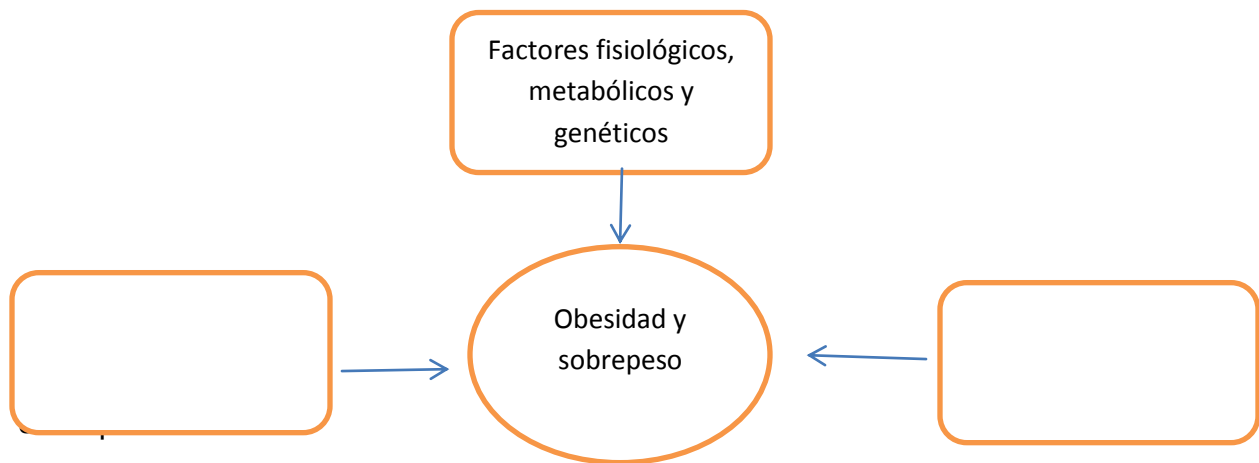 Factores fisiológicos,
metabólicos y
genéticos
Obesidad y
sobrepeso